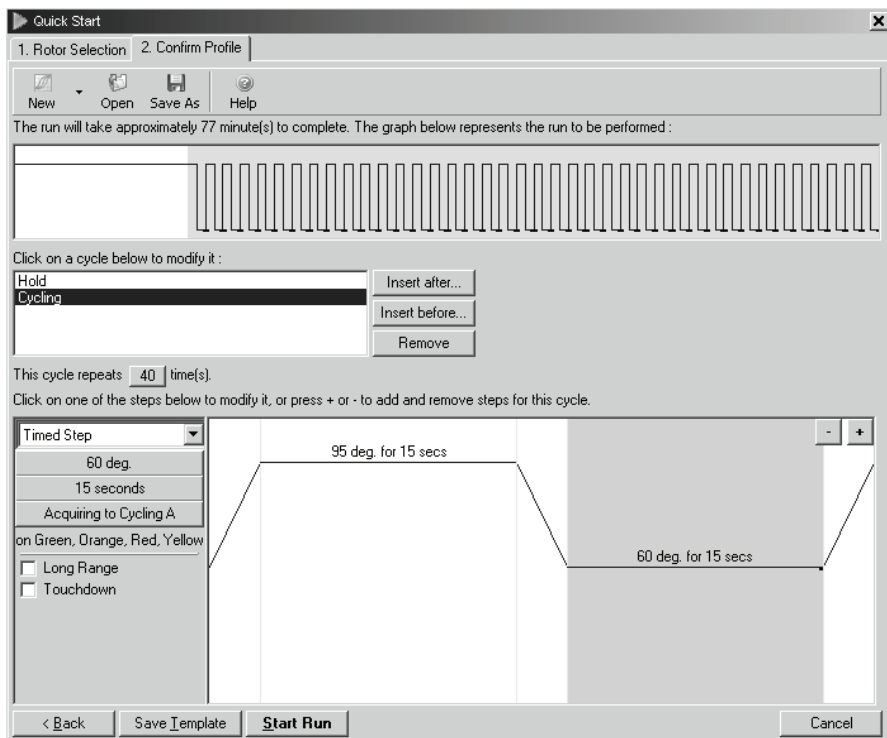 Quick Start
1. Rotor Selection 2. Confirm Profile
New Open Save As Help
The run will take approximately 77 minute(s) to complete. The graph below represents the run to be performed :
Click on a cycle below to modify it :
Hold
Cycling
Insert after...
Insert before...
Remove
This cycle repeats 40 time(s).
Click on one of the steps below to modify it, or press + or - to add and remove steps for this cycle.
Timed Step
60 deg.
15 seconds
Acquiring to Cycling A
on Green, Orange, Red, Yellow
Long Range
Touchdown
95 deg. for 15 secs
- +
60 deg. for 15 secs
< Back Save Template Start Run Cancel